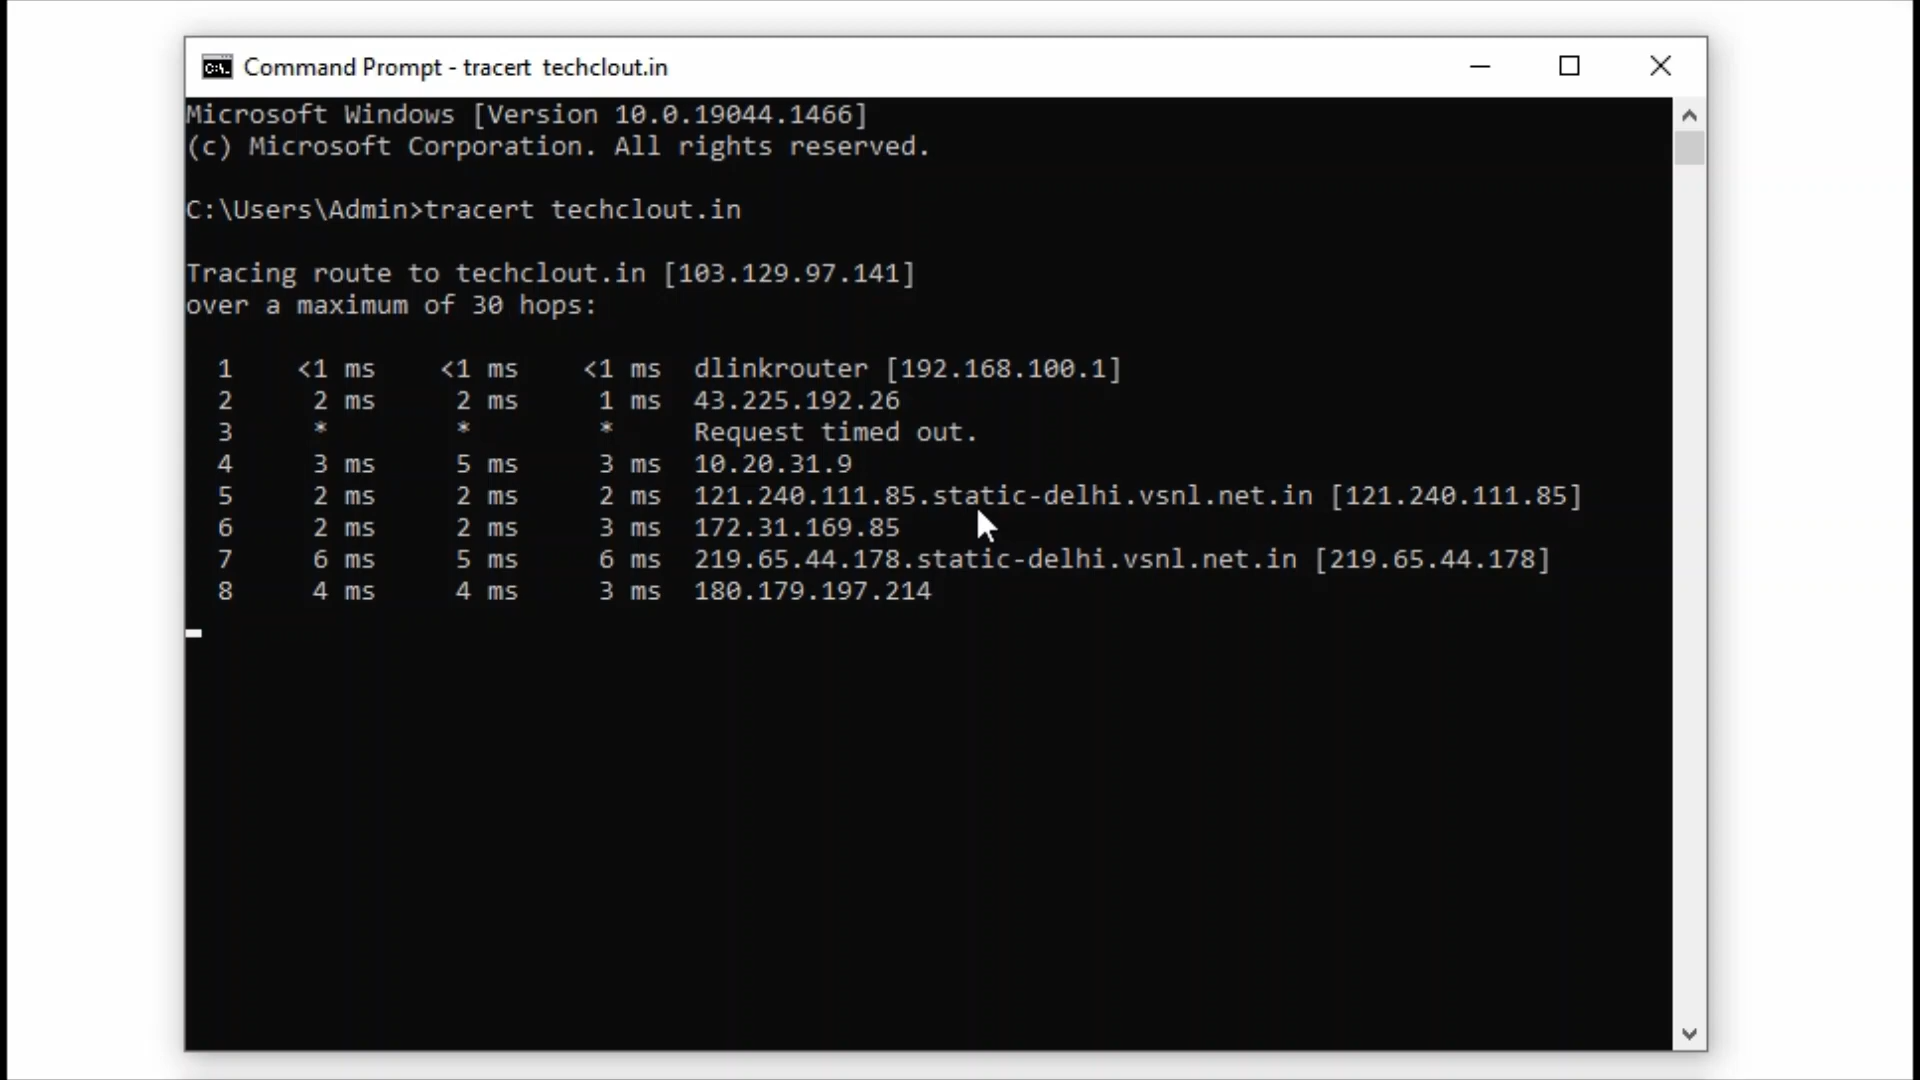 Command Prompt - tracert  techclout.in
Microsoft Windows [Version 10.0.19044.1466]
(c) Microsoft Corporation. All rights reserved.
C:\Users\Admin>tracert techclout.in
Tracing route to techclout.in [103.129.97.141]
over a maximum of 30 hops:
  1    <1 ms    <1 ms    <1 ms  dlinkrouter [192.168.100.1]
  2     2 ms     2 ms     1 ms  43.225.192.26
  3     *        *        *     Request timed out.
  4     3 ms     5 ms     3 ms  10.20.31.9
  5     2 ms     2 ms     2 ms  121.240.111.85.static-delhi.vsnl.net.in [121.240.111.85]
  6     2 ms     2 ms     3 ms  172.31.169.85
  7     6 ms     5 ms     6 ms  219.65.44.178.static-delhi.vsnl.net.in [219.65.44.178]
  8     4 ms     4 ms     3 ms  180.179.197.214